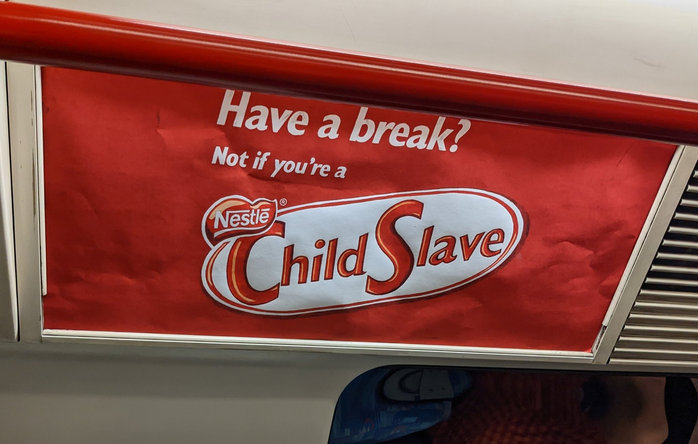 Have a break?
Not if you're a
Nestlé®
Child Slave